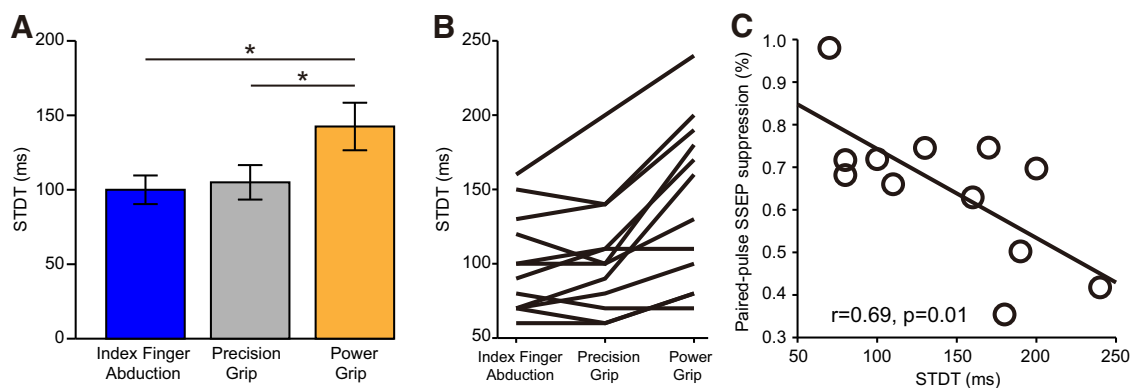 A
STDT (ms)
200
150
100
50
0
*
*
Index Finger
Abduction
Precision
Grip
Power
Grip
B
STDT (ms)
250
200
150
100
50
Index Finger
Abduction
Precision
Grip
Power
Grip
C
Paired-pulse SSEP suppression (%)
1.0
0.9
0.8
0.7
0.6
0.5
0.4
0.3
r=0.69, p=0.01
50 100 150 200 250
STDT (ms)